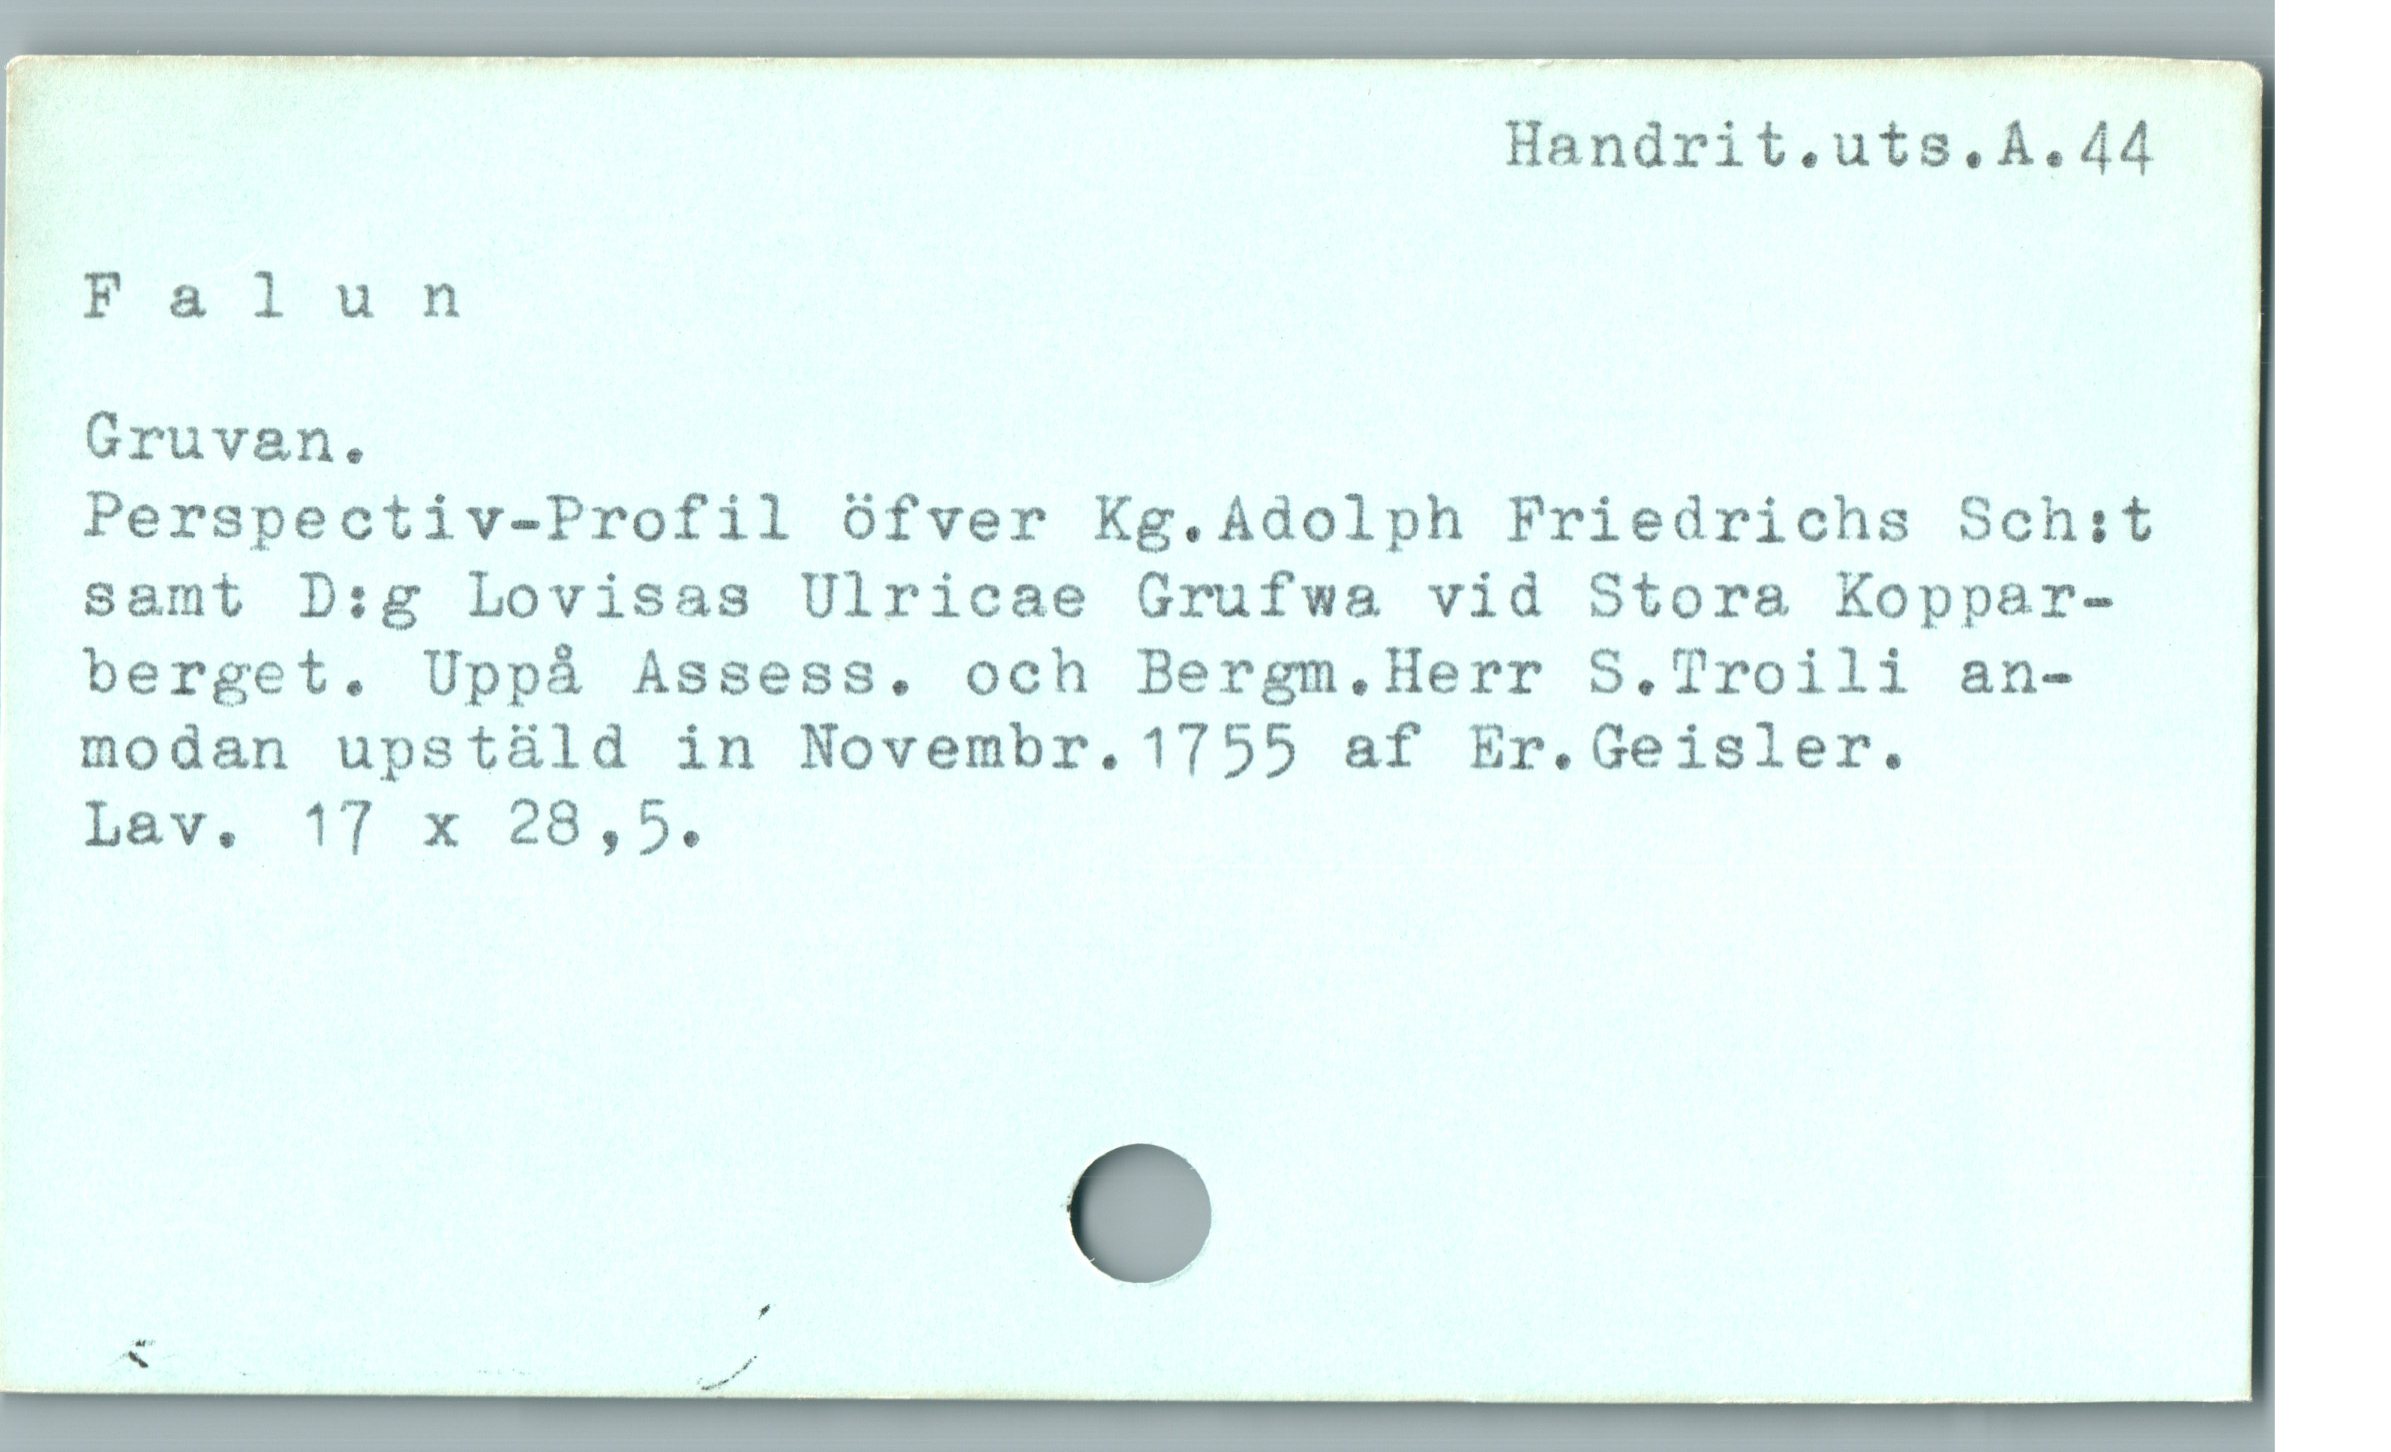 Handrit.uts.A.44
F a l u n
Gruvan.
Perspectiv-Profil öfver Kg.Adolph Friedrichs Sch:t
samt D:g Lovisas Ulricae Grufwa vid Stora Koppar-
berget. Uppå Assess. och Bergm.Herr S.Troili an-
modan upstäld in Novembr.1755 af Er.Geisler.
Lav. 17 x 28,5.